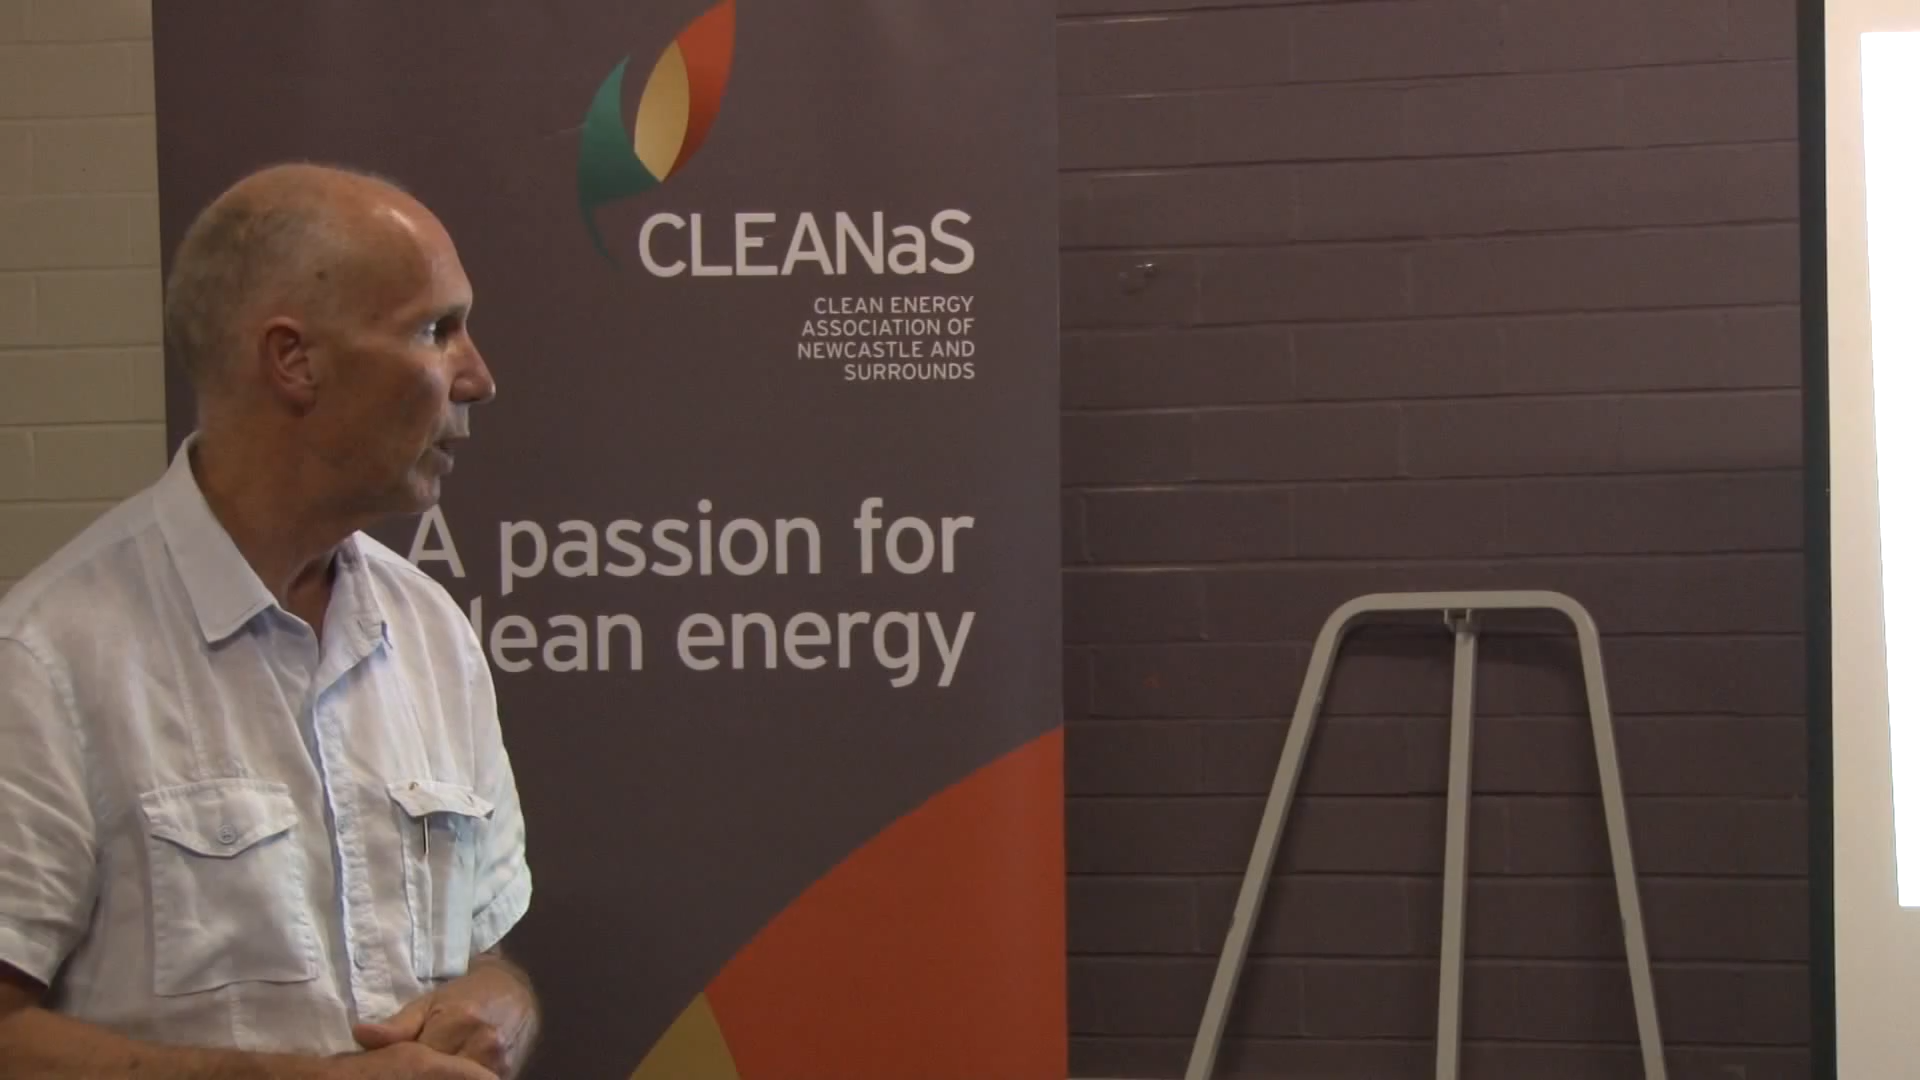 CLEANaS
CLEAN ENERGY
ASSOCIATION OF
NEWCASTLE AND
SURROUNDS
A passion for
lean energy